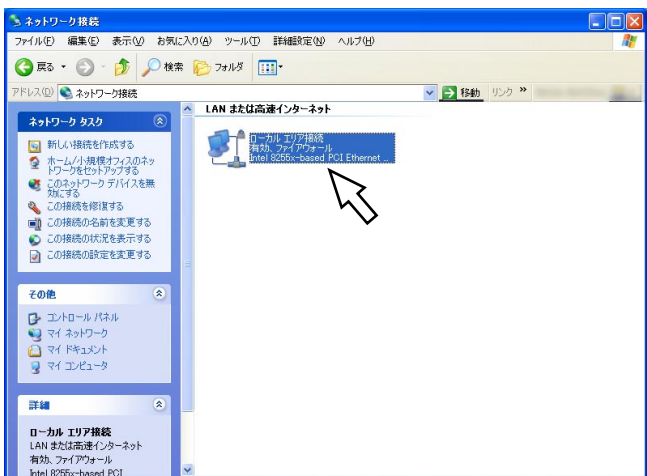 ネットワーク接続
ファイル(F) 編集(E) 表示(V) お気に入り(A) ツール(T) 詳細設定(N) ヘルプ(H)
戻る 検索 フォルダ
アドレス(D) ネットワーク接続 移動 リンク »
ネットワーク タスク
新しい接続を作成する
ホーム/小規模オフィスのネッ
トワークをセットアップする
このネットワーク デバイスを無
効にする
この接続を修復する
この接続の名前を変更する
この接続の状況を表示する
この接続の設定を変更する
その他
コントロール パネル
マイ ネットワーク
マイ ドキュメント
マイ コンピュータ
詳細
ローカル エリア接続
LAN または高速インターネット
有効、ファイアウォール
Intel 8255x-based PCI
LAN または高速インターネット
ローカル エリア接続
有効、ファイアウォール
Intel 8255x-based PCI Ethernet ...